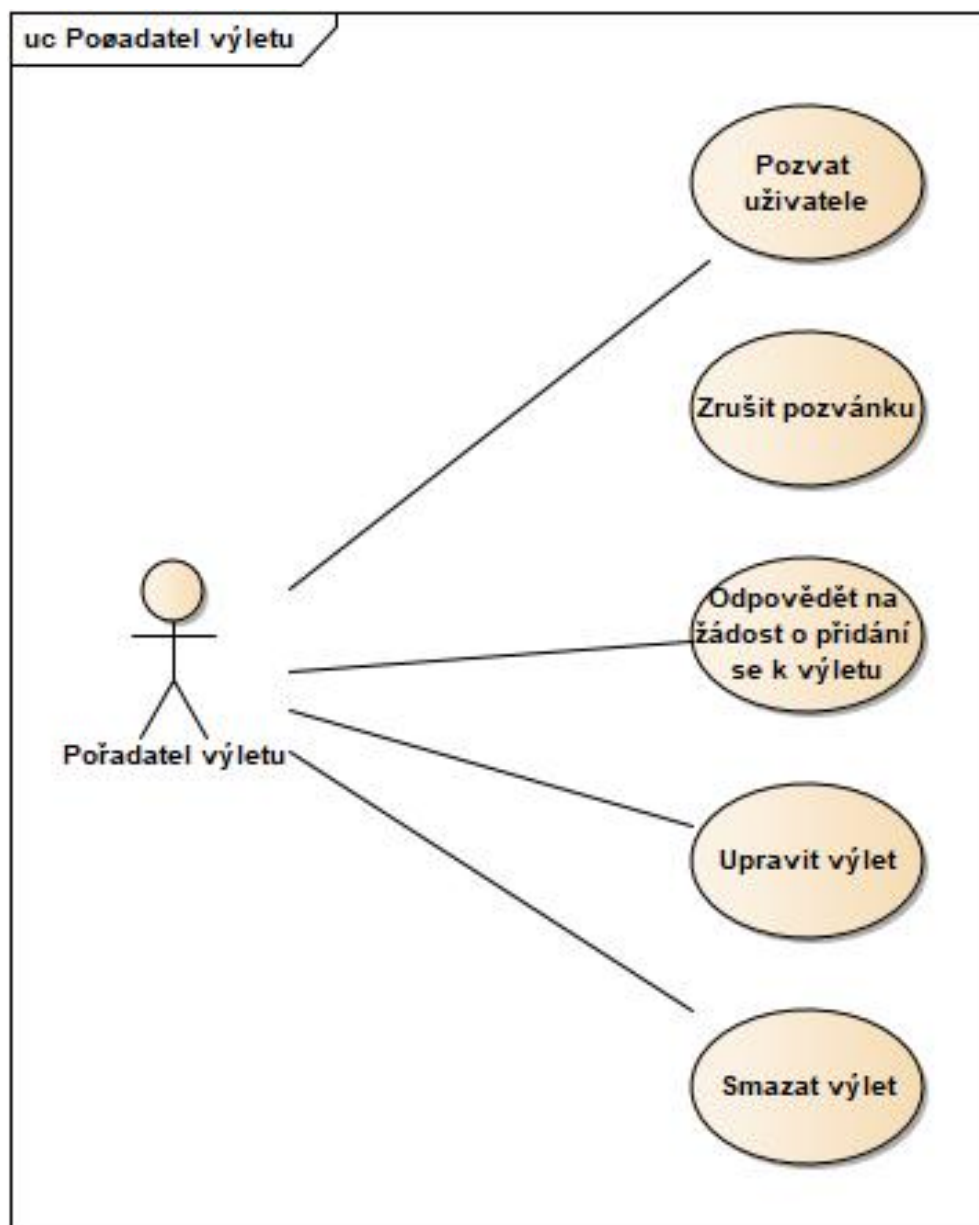 uc Poøadatel výletu
Pozvat
uživatele
Zrušit pozvánku
Odpovědět na
žádost o přidání
se k výletu
Pořadatel výletu
Upravit výlet
Smazat výlet